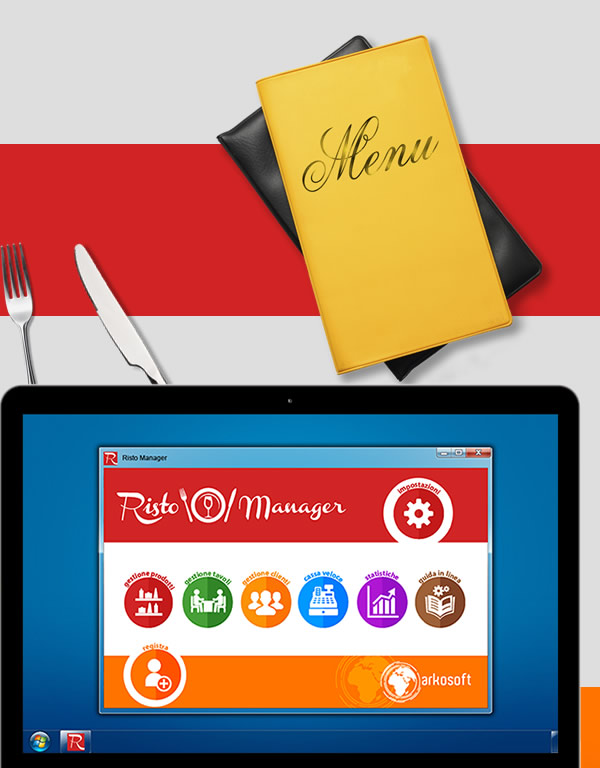 Menu
Risto Manager
Risto Manager
impostazioni
gestione prodotti
gestione tavoli
gestione clienti
cassa veloce
statistiche
guida in linea
registra
arkosoft